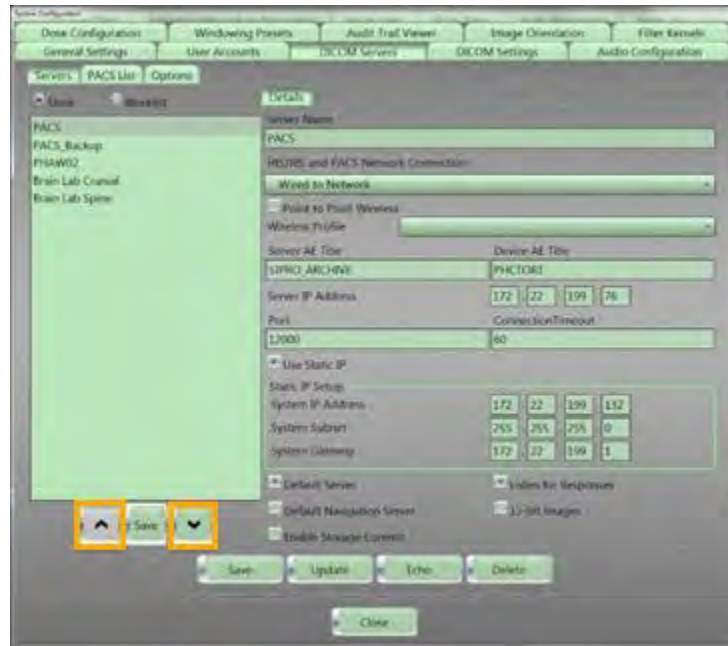 System Configuration
Dose Configuration Windowing Presets Audit Trail Viewer Image Orientation Filter Kernels
General Settings User Accounts DICOM Servers DICOM Settings Audio Configuration
Servers PACS List Options
Store Worklist
Details
Server Name
PACS
PACS
PACS_Backup
PHAW02
Brain Lab Cranial
Brain Lab Spine
HIS/RIS and PACS Network Connection
Wired to Network
Point to Point Wireless
Wireless Profile
Server AE Title Device AE Title
PHCTOR1
Server IP Address 172 22 199 76
Port ConnectionTimeout
12000 60
Use Static IP
Static IP Setup
System IP Address 172 22 199 132
System Subnet 255 255 255 0
System Gateway 172 22 199 1
Default Server Listen for Responses
Default Navigation Server 12-bit Images
Enable Storage Commit
Save
Save Update Echo Delete
Close